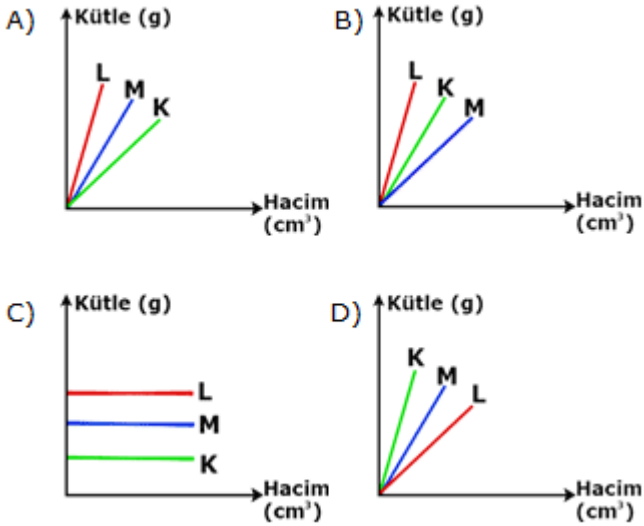 A) Kütle (g)
L
M
K
Hacim
(cm³)
B) Kütle (g)
L
K
M
Hacim
(cm³)
C) Kütle (g)
L
M
K
Hacim
(cm³)
D) Kütle (g)
K
M
L
Hacim
(cm³)